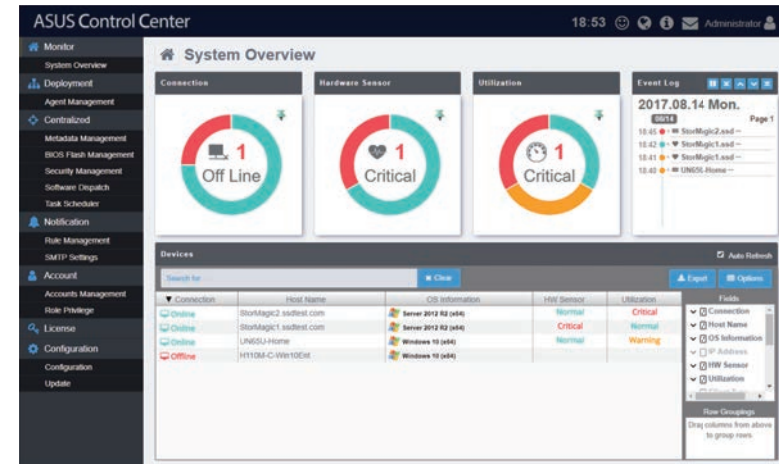 ASUS Control Center
18:53
Administrator
Monitor
System Overview
Deployment
Agent Management
Centralized
Metadata Management
BIOS Flash Management
Security Management
Software Dispatch
Task Scheduler
Notification
Rule Management
SMTP Settings
Account
Accounts Management
Role Privilege
License
Configuration
Configuration
Update
System Overview
Connection
1
Off Line
Hardware Sensor
1
Critical
Utilization
1
Critical
Event Log
2017.08.14 Mon.
08/14 Page 1
18:45 StorMagic2.ssd --
18:42 StorMagic1.ssd --
18:41 StorMagic1.ssd --
18:40 UN65U-Home --
Devices
Auto Refresh
Search for
Clear
Export
Options
Connection Host Name OS Information HW Sensor Utilization
Online StorMagic2.ssdtest.com Server 2012 R2 (x64) Normal Critical
Online StorMagic1.ssdtest.com Server 2012 R2 (x64) Critical Normal
Online UN65U-Home Windows 10 (x64) Normal Warning
Offline H110M-C-Win10Ent Windows 10 (x64)
Fields
Connection
Host Name
OS Information
IP Address
HW Sensor
Utilization
Row Groupings
Drag columns from above
to group rows.